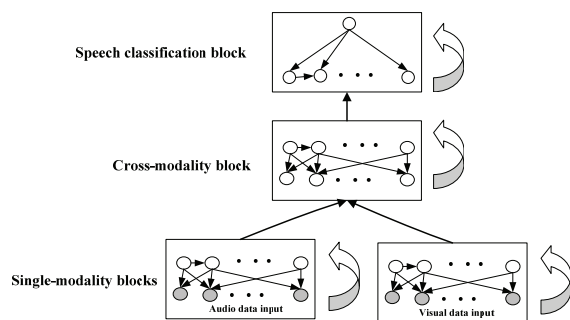 Speech classification block
Cross-modality block
Single-modality blocks
Audio data input
Visual data input